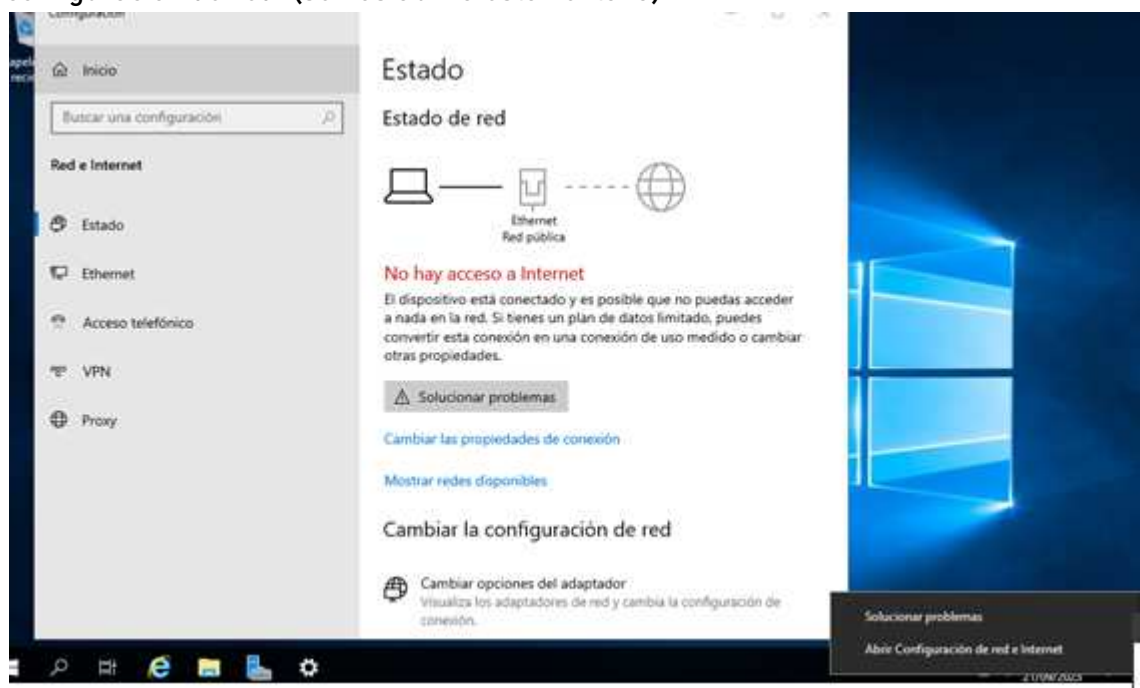 Configuración
Inicio
Buscar una configuración
Red e Internet
Estado
Ethernet
Acceso telefónico
VPN
Proxy
Estado
Estado de red
Ethernet
Red pública
No hay acceso a Internet
El dispositivo está conectado y es posible que no puedas acceder
a nada en la red. Si tienes un plan de datos limitado, puedes
convertir esta conexión en una conexión de uso medido o cambiar
otras propiedades.
Solucionar problemas
Cambiar las propiedades de conexión
Mostrar redes disponibles
Cambiar la configuración de red
Cambiar opciones del adaptador
Visualiza los adaptadores de red y cambia la configuración de
conexión.
Solucionar problemas
Abrir Configuración de red e Internet
21/09/2023